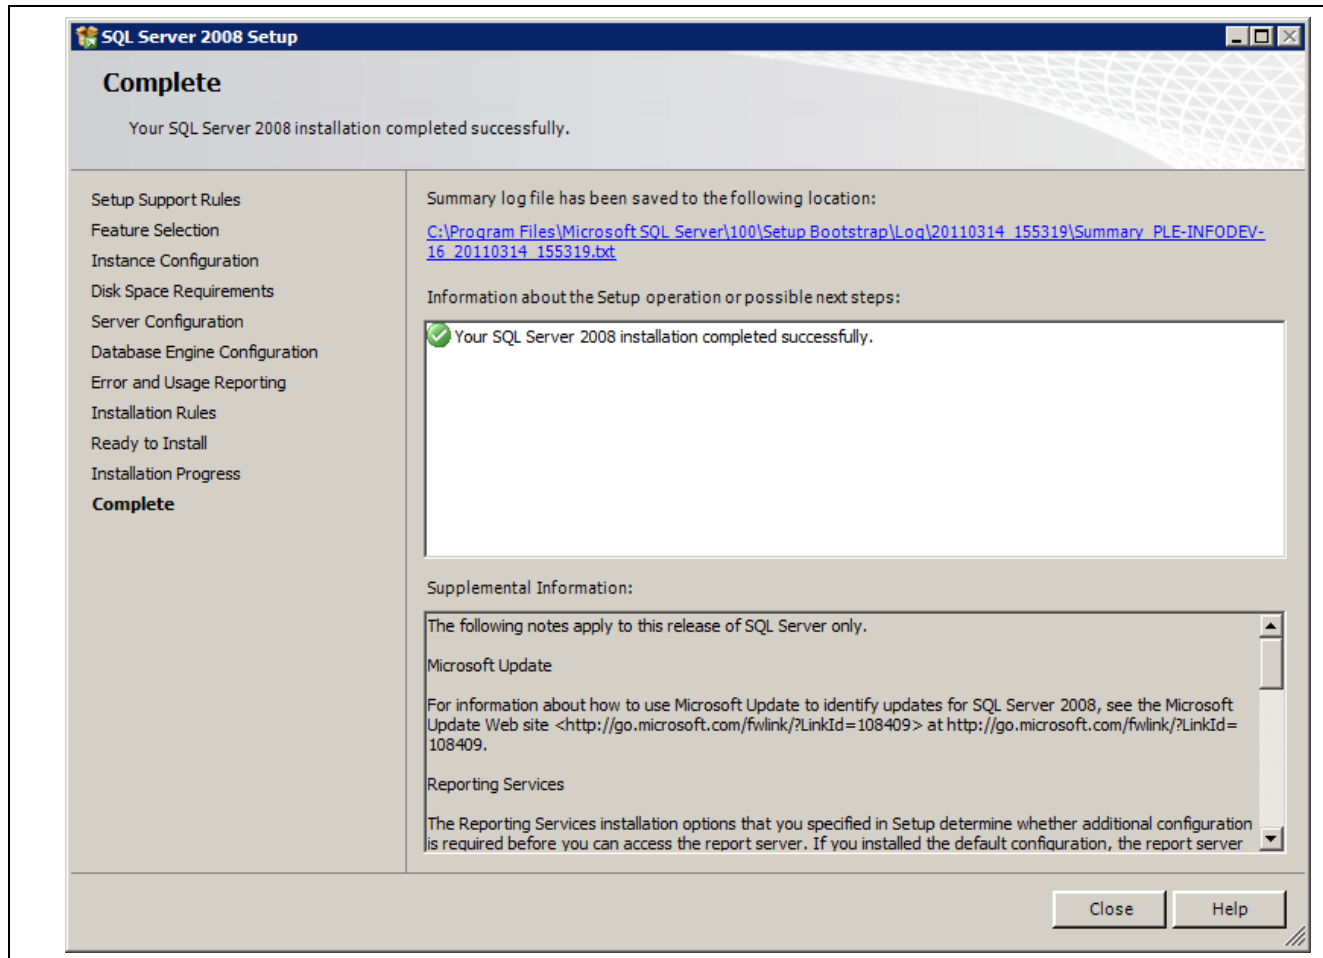 SQL Server 2008 Setup
Complete
Your SQL Server 2008 installation completed successfully.
Setup Support Rules
Feature Selection
Instance Configuration
Disk Space Requirements
Server Configuration
Database Engine Configuration
Error and Usage Reporting
Installation Rules
Ready to Install
Installation Progress
Complete
Summary log file has been saved to the following location:
C:\Program Files\Microsoft SQL Server\100\Setup Bootstrap\Log\20110314_155319\Summary_PLE-INFODEV-
16_20110314_155319.txt
Information about the Setup operation or possible next steps:
Your SQL Server 2008 installation completed successfully.
Supplemental Information:
The following notes apply to this release of SQL Server only.
Microsoft Update
For information about how to use Microsoft Update to identify updates for SQL Server 2008, see the Microsoft
Update Web site <http://go.microsoft.com/fwlink/?LinkId=108409> at http://go.microsoft.com/fwlink/?LinkId=
108409.
Reporting Services
The Reporting Services installation options that you specified in Setup determine whether additional configuration
is required before you can access the report server. If you installed the default configuration, the report server
Close
Help